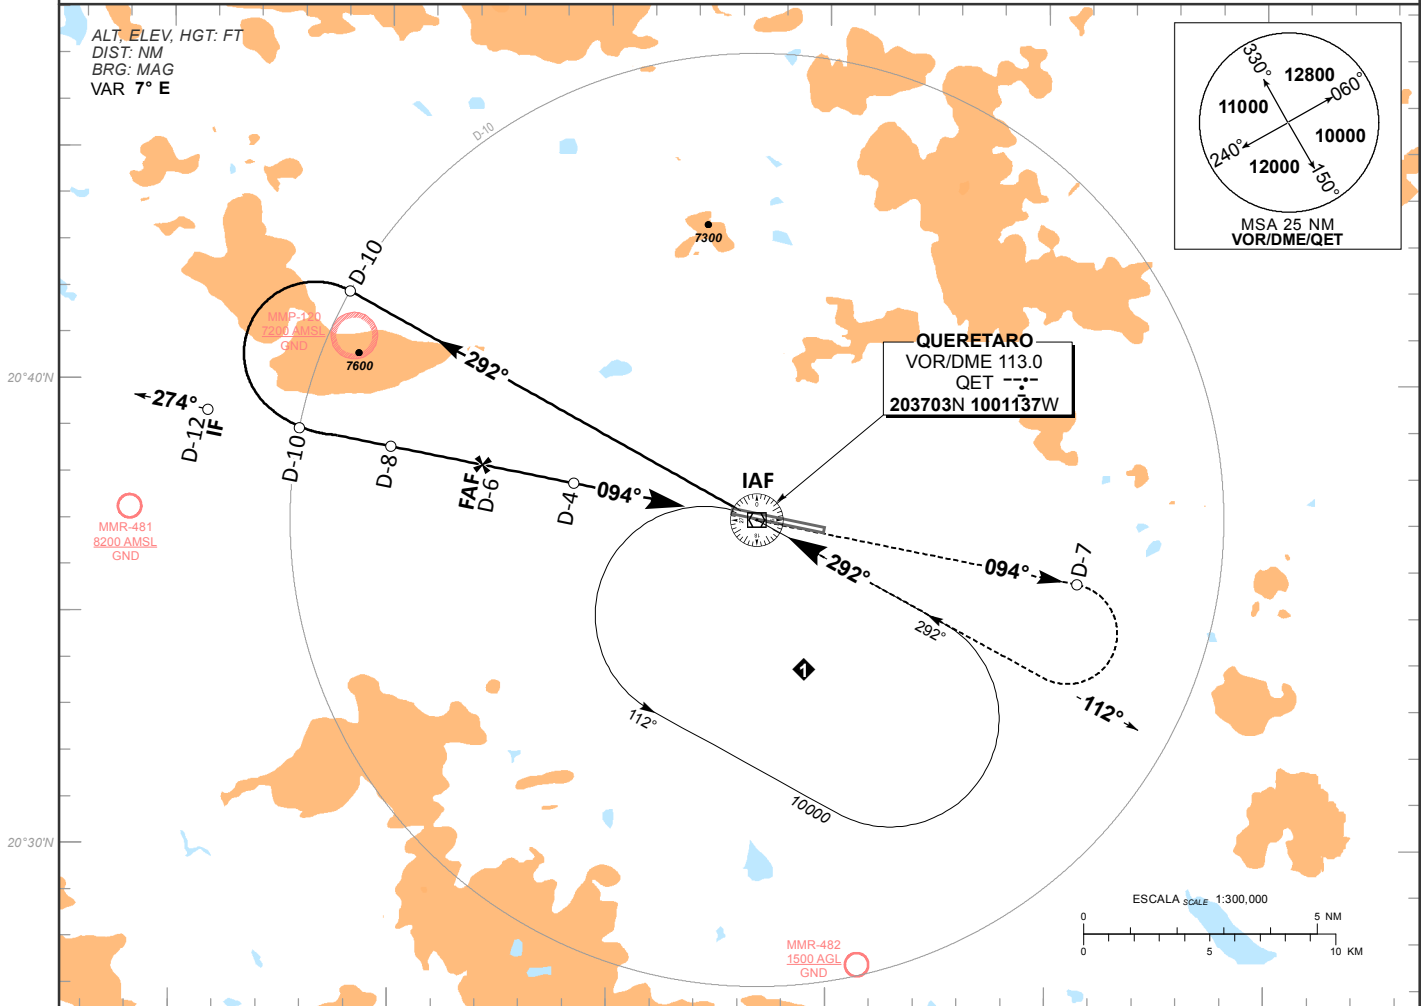 ALT, ELEV, HGT: FT
DIST: NM
BRG: MAG
VAR 7° E
330°
12800
060°
11000
10000
240°
12000
150°
MSA 25 NM
VOR/DME/QET
D-10
7300
D-10
MMP-120
7200 AMSL
GND
7600
292°
QUERETARO
VOR/DME 113.0
QET
203703N 1001137W
20°40'N
274°
D-12
IF
D-10
D-8
FAF
D-6
D-4
094°
IAF
MMR-481
8200 AMSL
GND
292°
094°
D-7
292°
1
112°
112°
10000
20°30'N
ESCALA SCALE 1:300,000
0 5 NM
0 5 10 KM
MMR-482
1500 AGL
GND